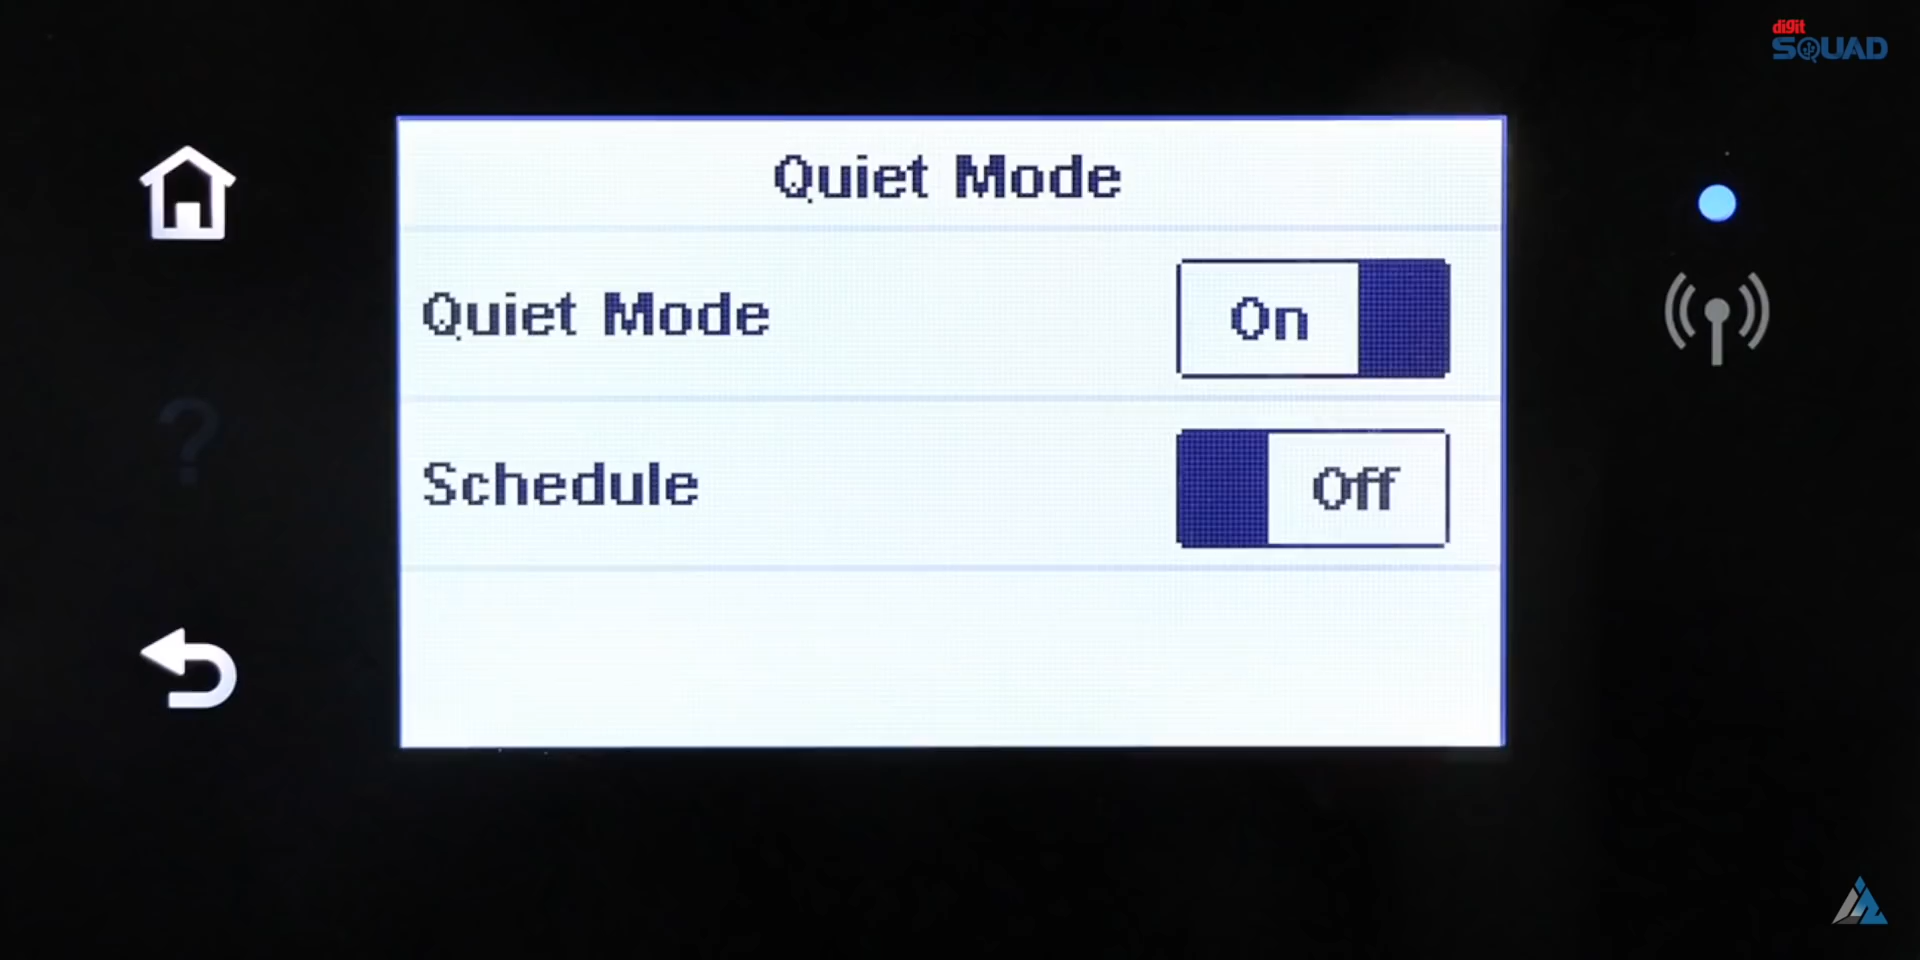 digit
SQUAD
Quiet Mode
Quiet Mode On
Schedule Off
?